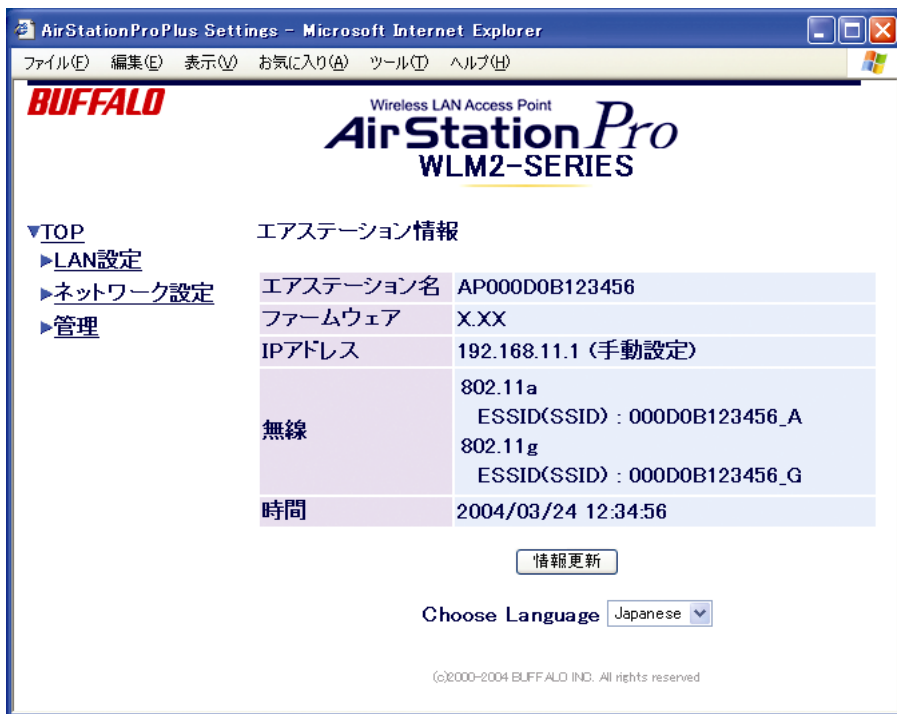 AirStationProPlus Settings - Microsoft Internet Explorer
ファイル(F) 編集(E) 表示(V) お気に入り(A) ツール(T) ヘルプ(H)
BUFFALO
Wireless LAN Access Point
AirStation Pro
WLM2-SERIES
▼TOP
▶LAN設定
▶ネットワーク設定
▶管理
エアステーション情報
エアステーション名 AP000D0B123456
ファームウェア X.XX
IPアドレス 192.168.11.1 (手動設定)
無線
802.11a
ESSID(SSID) : 000D0B123456_A
802.11g
ESSID(SSID) : 000D0B123456_G
時間 2004/03/24 12:34:56
情報更新
Choose Language Japanese
(c)2000-2004 BUFFALO INC. All rights reserved